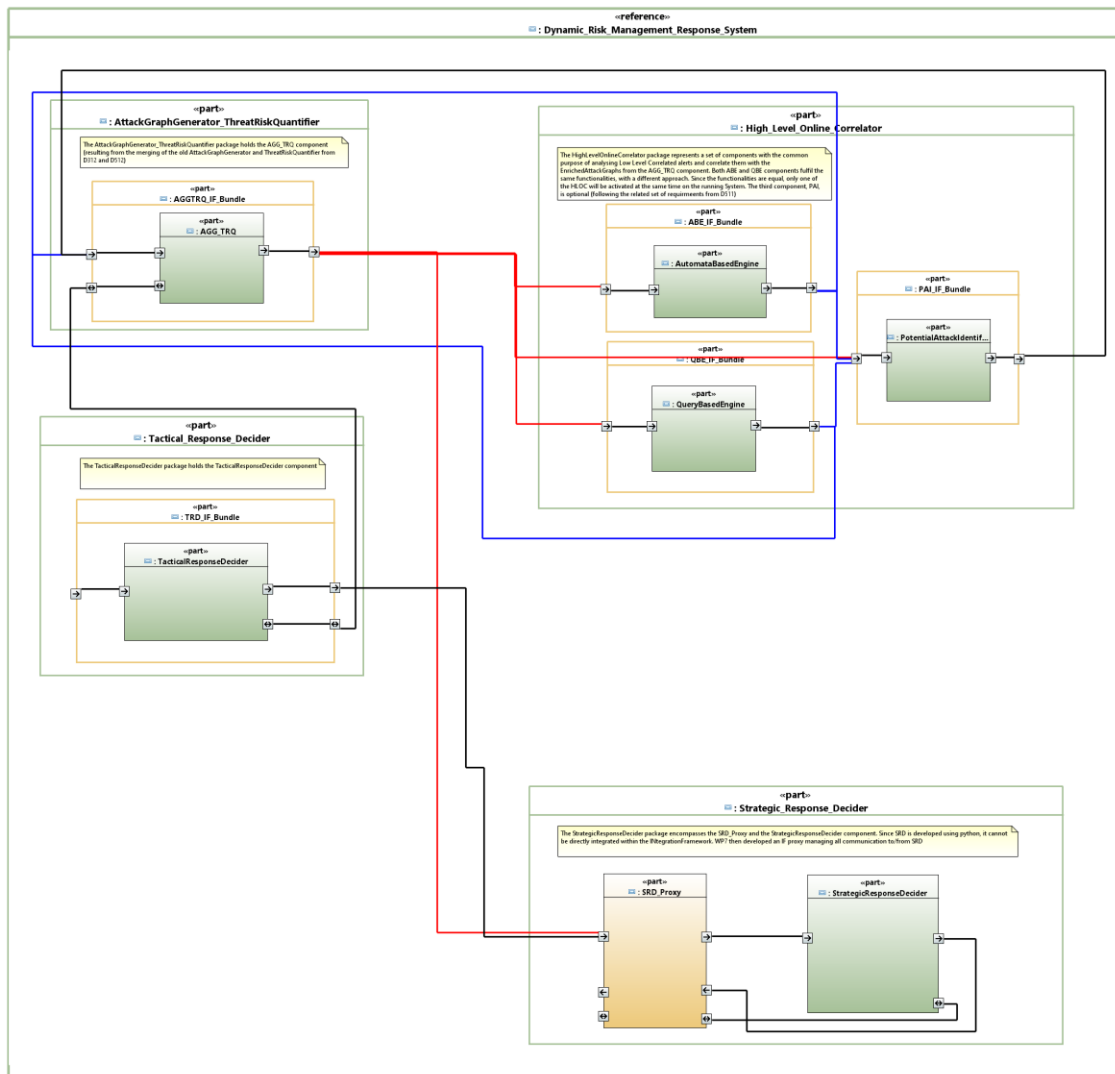 «reference»
: Dynamic_Risk_Management_Response_System
«part»
: AttackGraphGenerator_ThreatRiskQuantifier
The AttackGraphGenerator_ThreatRiskQuantifier package holds the AGG_TRQ component
(resulting from the merging of the old AttackGraphGenerator and ThreatRiskQuantifier from
D312 and D512)
«part»
: AGGTRQ_IF_Bundle
«part»
: AGG_TRQ
«part»
: High_Level_Online_Correlator
The HighLevelOnlineCorrelator package represents a set of components with the common
purpose of analysing Low Level Correlated alerts and correlate them with the
EnrichedAttackGraphs from the AGG_TRQ component. Both ABE and QBE components fulfil the
same functionalities, with a different approach. Since the functionalities are equal, only one of
the HLOC will be activated at the same time on the running System. The third component, PAI,
is optional (following the related set of requirments from D511)
«part»
: ABE_IF_Bundle
«part»
: AutomataBasedEngine
«part»
: PAI_IF_Bundle
«part»
: PotentialAttackIdentif...
«part»
: QBE_IF_Bundle
«part»
: QueryBasedEngine
«part»
: Tactical_Response_Decider
The TacticalResponseDecider package holds the TacticalResponseDecider component
«part»
: TRD_IF_Bundle
«part»
: TacticalResponseDecider
«part»
: Strategic_Response_Decider
The StrategicResponseDecider package encompasses the SRD_Proxy and the StrategicResponseDecider component. Since SRD is developed using python, it cannot
be directly integrated within the INtegrationFramework. WP7 then developed an IF proxy managing all communication to/from SRD
«part»
: SRD_Proxy
«part»
: StrategicResponseDecider